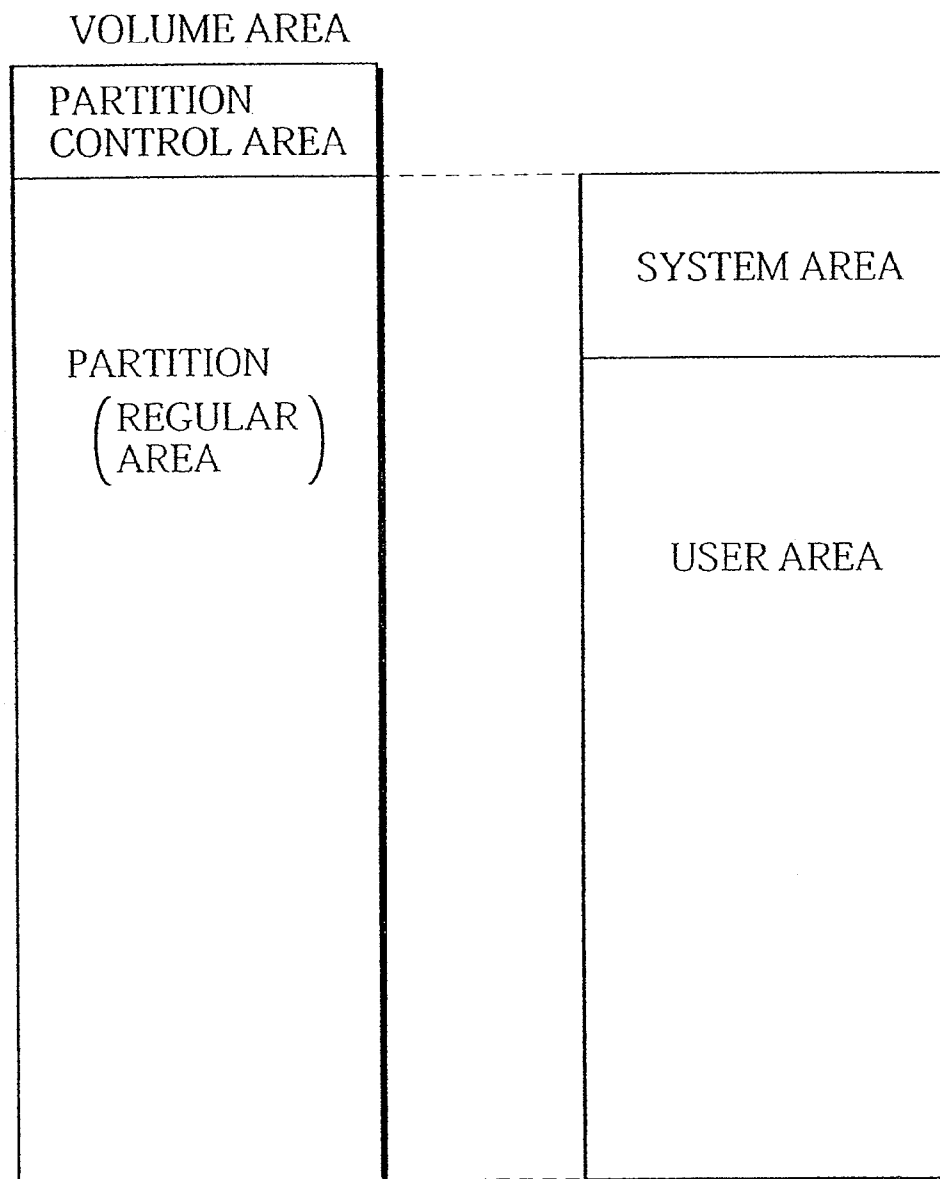 VOLUME AREA
PARTITION
CONTROL AREA
PARTITION
(REGULAR
AREA)
SYSTEM AREA
USER AREA